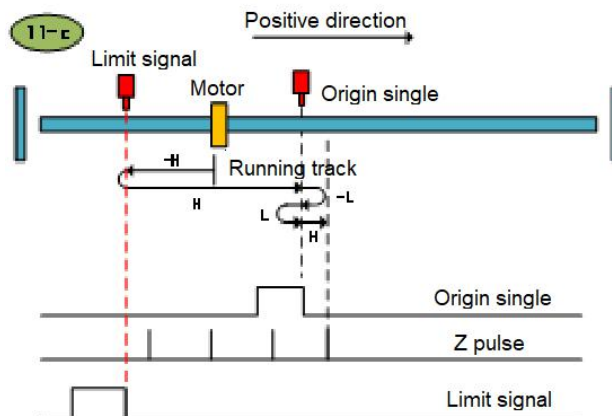 11-c
Positive direction
Limit signal
Motor
Origin single
-H
Running track
H
-L
L
H
Origin single
Z pulse
Limit signal